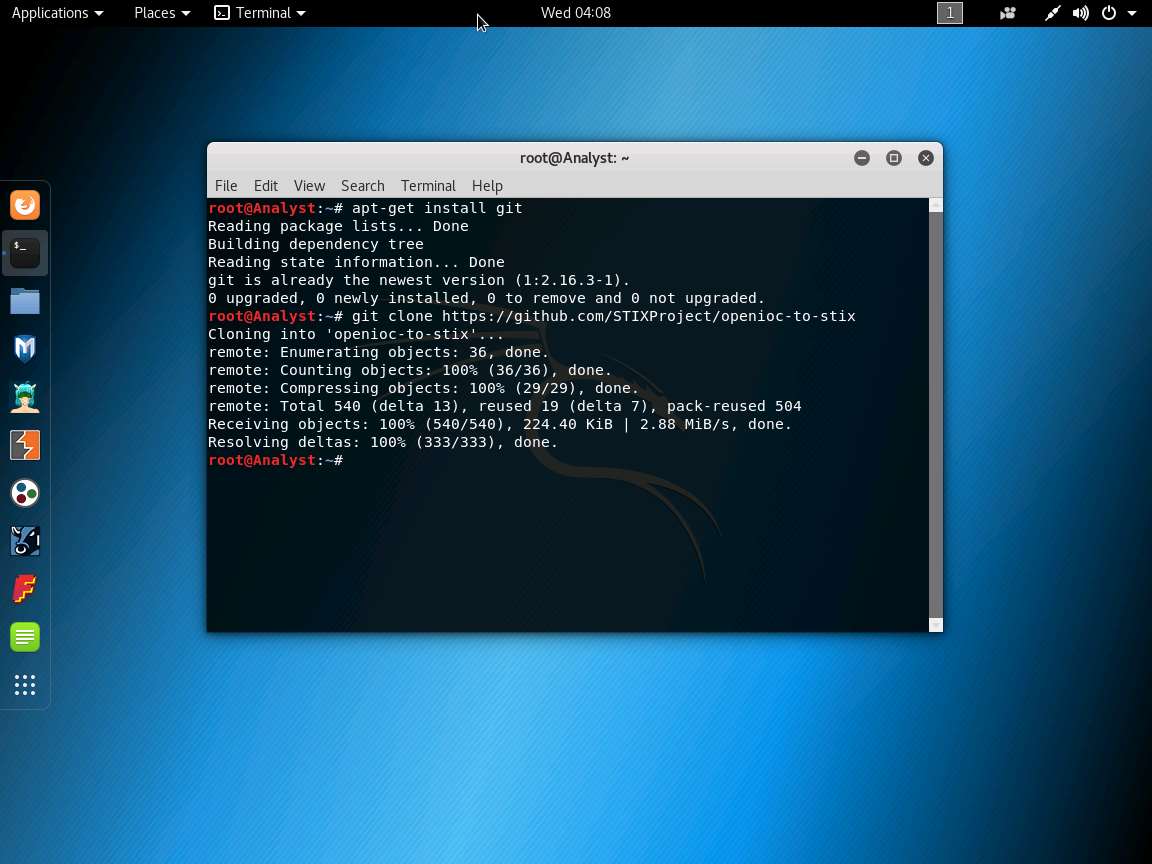 Applications Places Terminal Wed 04:08 1
root@Analyst: ~
File Edit View Search Terminal Help
root@Analyst:~# apt-get install git
Reading package lists... Done
Building dependency tree
Reading state information... Done
git is already the newest version (1:2.16.3-1).
0 upgraded, 0 newly installed, 0 to remove and 0 not upgraded.
root@Analyst:~# git clone https://github.com/STIXProject/openioc-to-stix
Cloning into 'openioc-to-stix'...
remote: Enumerating objects: 36, done.
remote: Counting objects: 100% (36/36), done.
remote: Compressing objects: 100% (29/29), done.
remote: Total 540 (delta 13), reused 19 (delta 7), pack-reused 504
Receiving objects: 100% (540/540), 224.40 KiB | 2.88 MiB/s, done.
Resolving deltas: 100% (333/333), done.
root@Analyst:~#